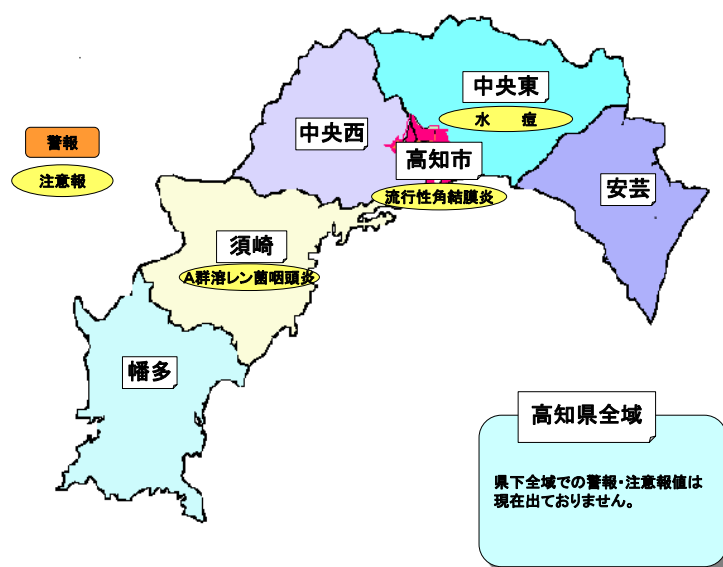 中央東
水　痘
中央西
警報
高知市
注意報
安芸
流行性角結膜炎
須崎
A群溶レン菌咽頭炎
幡多
高知県全域
県下全域での警報・注意報値は
現在出ておりません。